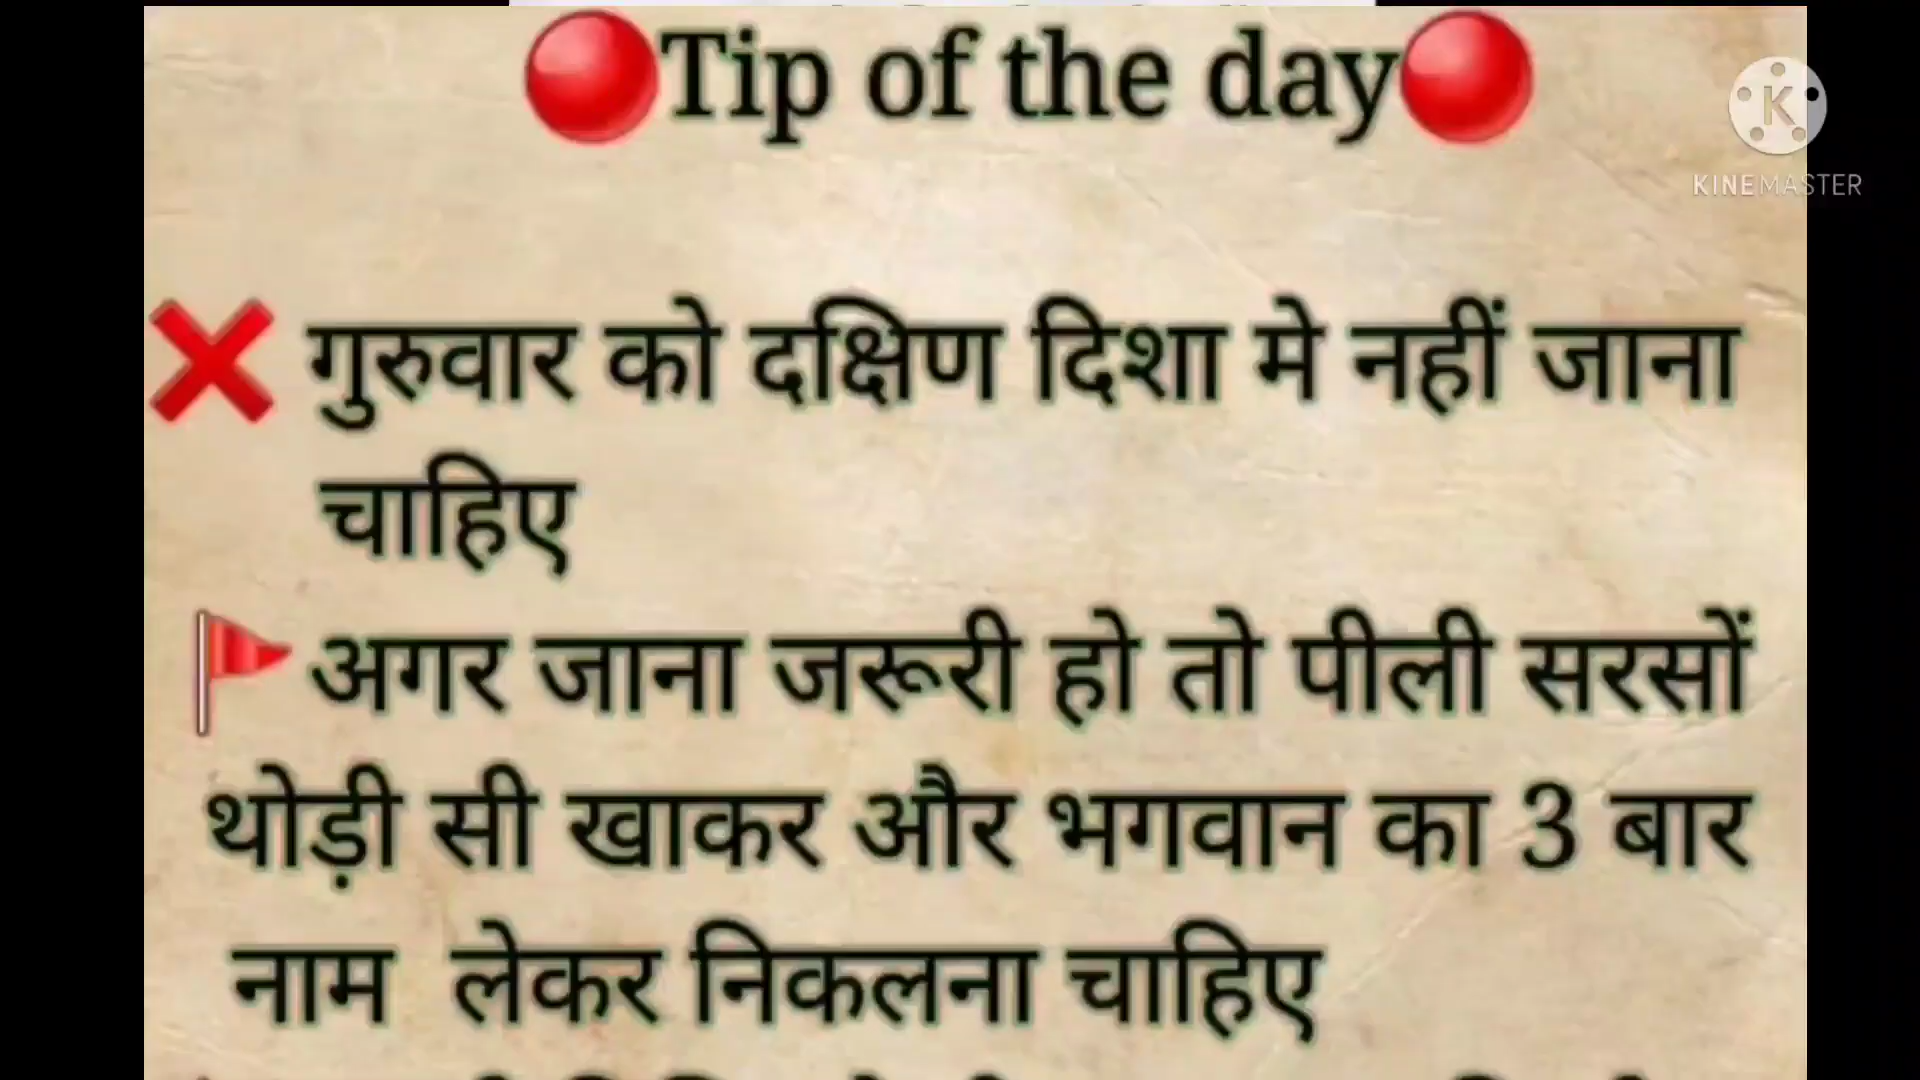 🔴Tip of the day🔴
KINEMASTER
❌ गुरुवार को दक्षिण दिशा मे नहीं जाना
चाहिए
🚩अगर जाना जरूरी हो तो पीली सरसों
थोड़ी सी खाकर और भगवान का 3 बार
नाम लेकर निकलना चाहिए